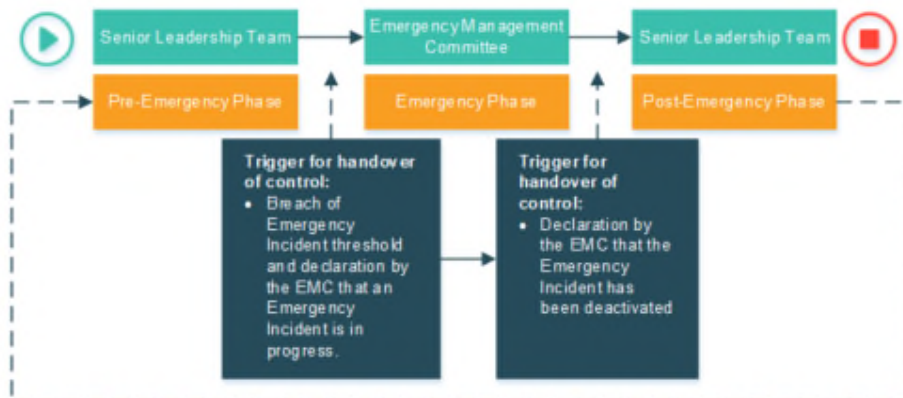 Senior Leadership Team
Emergency Management
Committee
Senior Leadership Team
Pre-Emergency Phase
Emergency Phase
Post-Emergency Phase
Trigger for handover
of control:
• Breach of
Emergency
Incident threshold
and declaration by
the EMC that an
Emergency
Incident is in
progress.
Trigger for
handover of
control:
• Declaration by
the EMC that the
Emergency
Incident has
been deactivated